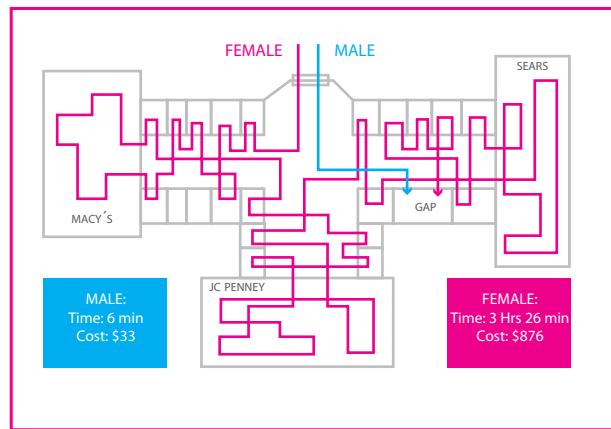 FEMALE MALE
SEARS
MACY´S
GAP
JC PENNEY
MALE:
Time: 6 min
Cost: $33
FEMALE:
Time: 3 Hrs 26 min
Cost: $876